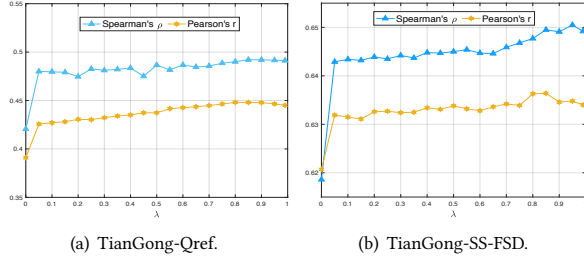 Spearman's ρ Pearson's r
0.5
0.45
0.4
0.35
0 0.1 0.2 0.3 0.4 0.5 0.6 0.7 0.8 0.9 1
λ
(a) TianGong-Qref.
Spearman's ρ Pearson's r
0.65
0.64
0.63
0.62
0 0.1 0.2 0.3 0.4 0.5 0.6 0.7 0.8 0.9
λ
(b) TianGong-SS-FSD.